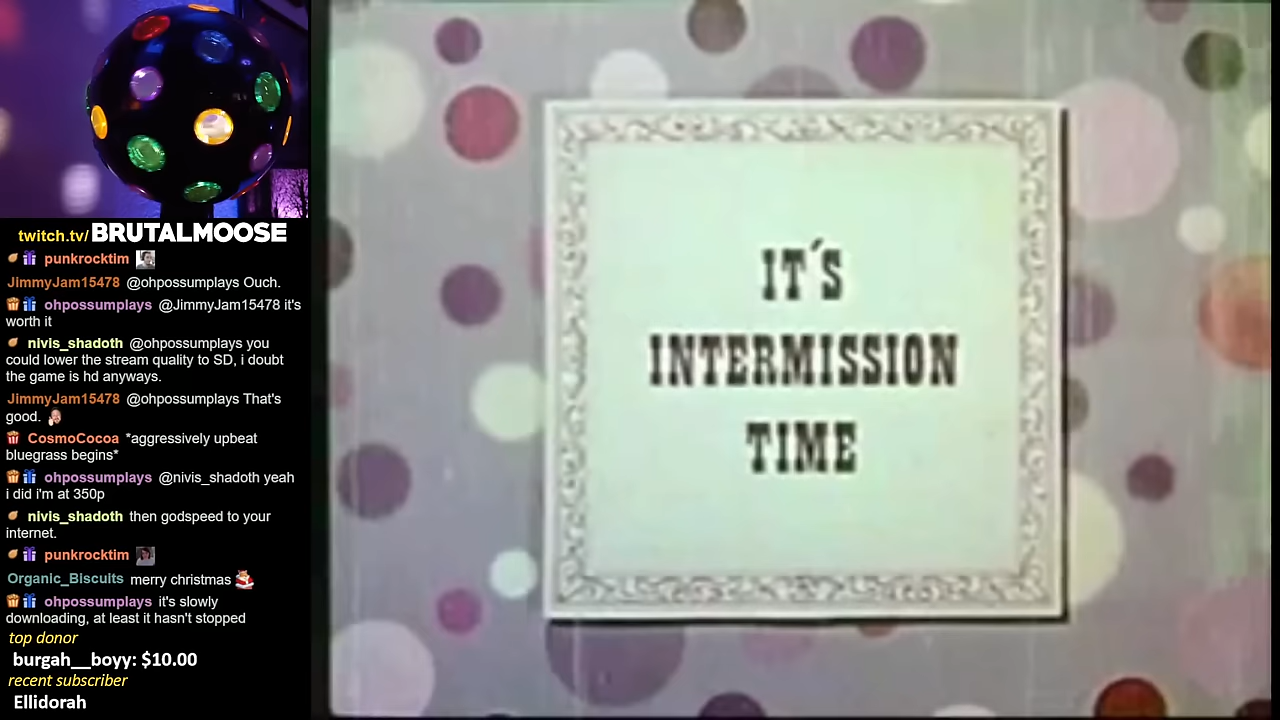 twitch.tv/BRUTALMOOSE
punkrocktim
JimmyJam15478 @ohpossumplays Ouch.
ohpossumplays @JimmyJam15478 it's
worth it
nivis_shadoth @ohpossumplays you
could lower the stream quality to SD, i doubt
the game is hd anyways.
JimmyJam15478 @ohpossumplays That's
good.
CosmoCocoa *aggressively upbeat
bluegrass begins*
ohpossumplays @nivis_shadoth yeah
i did i'm at 350p
nivis_shadoth then godspeed to your
internet.
punkrocktim
Organic_Biscuits merry christmas
ohpossumplays it's slowly
downloading, at least it hasn't stopped
top donor
burgah__boyy: $10.00
recent subscriber
Ellidorah
IT'S
INTERMISSION
TIME